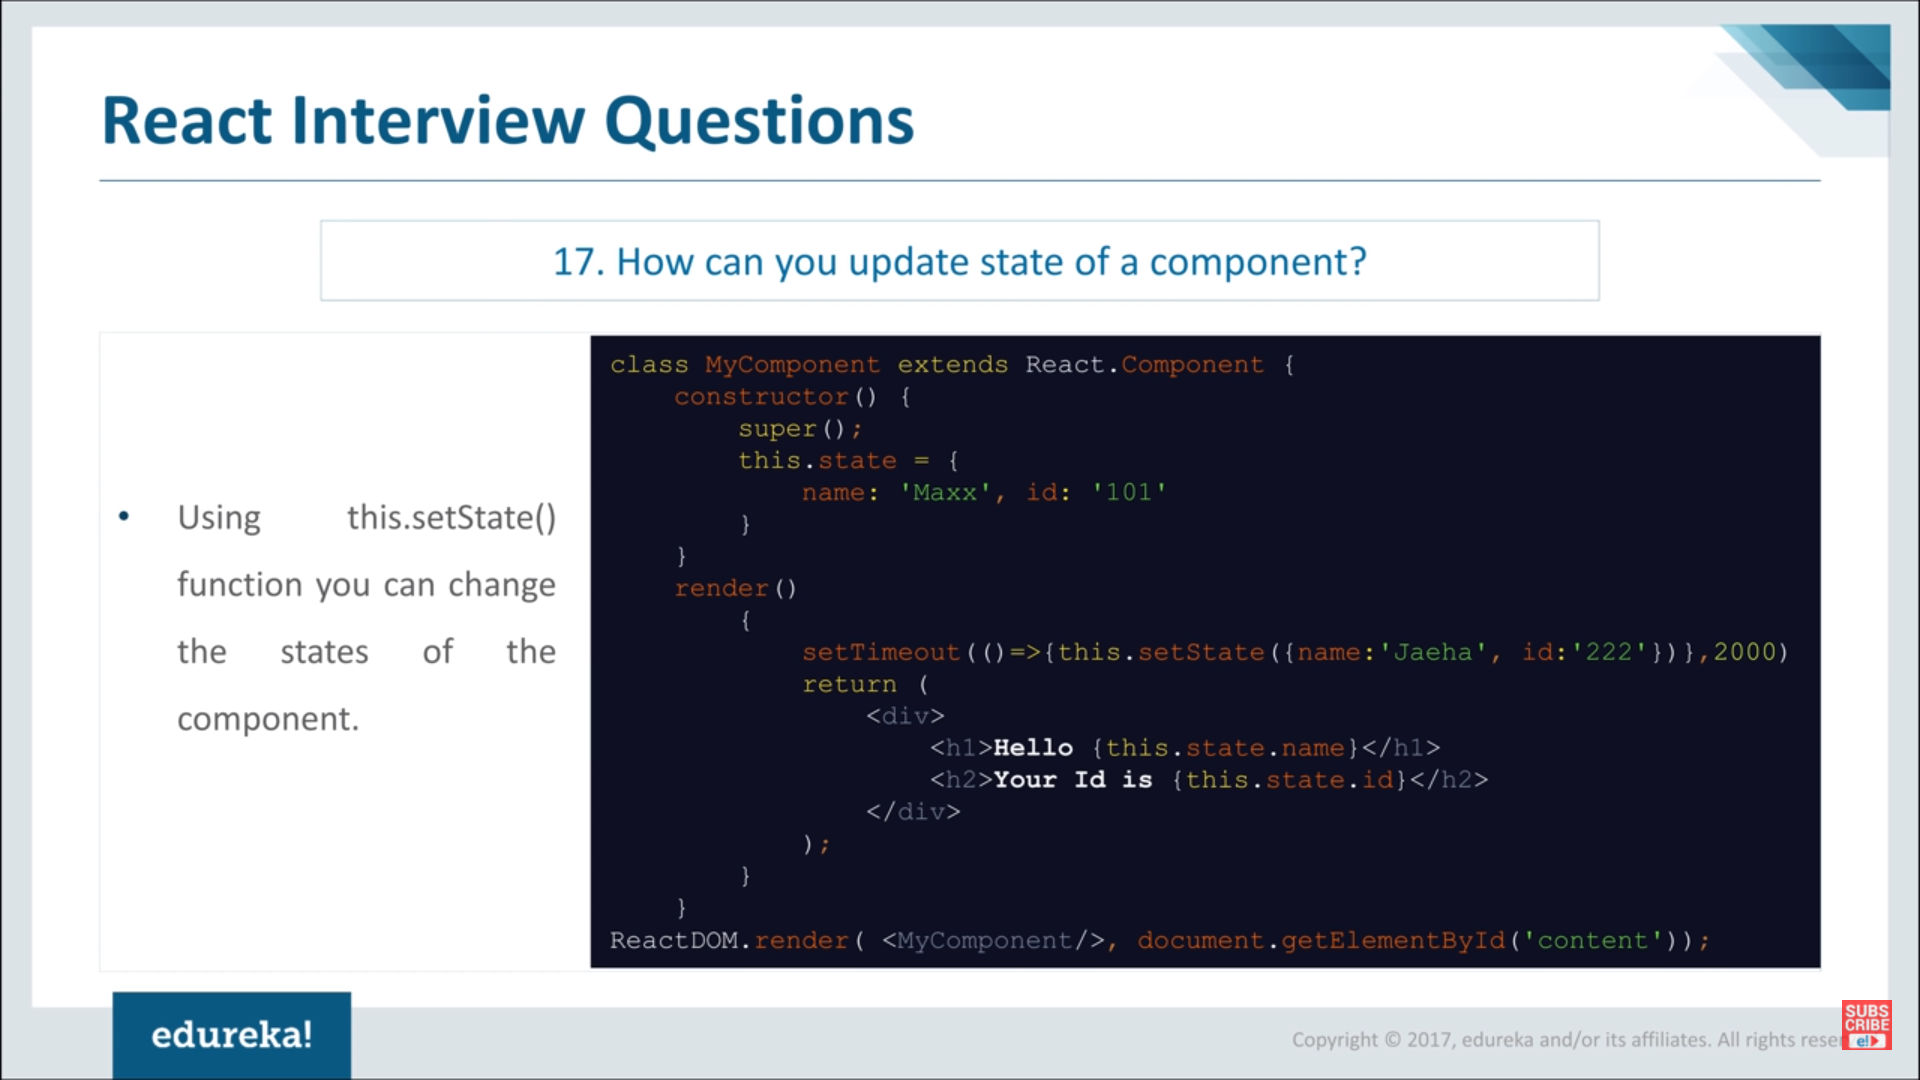 React Interview Questions
17. How can you update state of a component?
• Using this.setState()
function you can change
the states of the
component.
class MyComponent extends React.Component {
constructor() {
super();
this.state = {
name: 'Maxx', id: '101'
}
}
render()
{
setTimeout(()=>{this.setState({name:'Jaeha', id:'222'})},2000)
return (
<div>
<h1>Hello {this.state.name}</h1>
<h2>Your Id is {this.state.id}</h2>
</div>
);
}
}
ReactDOM.render( <MyComponent/>, document.getElementById('content'));
edureka!
Copyright © 2017, edureka and/or its affiliates. All rights
SUBS
CRIBE
e!